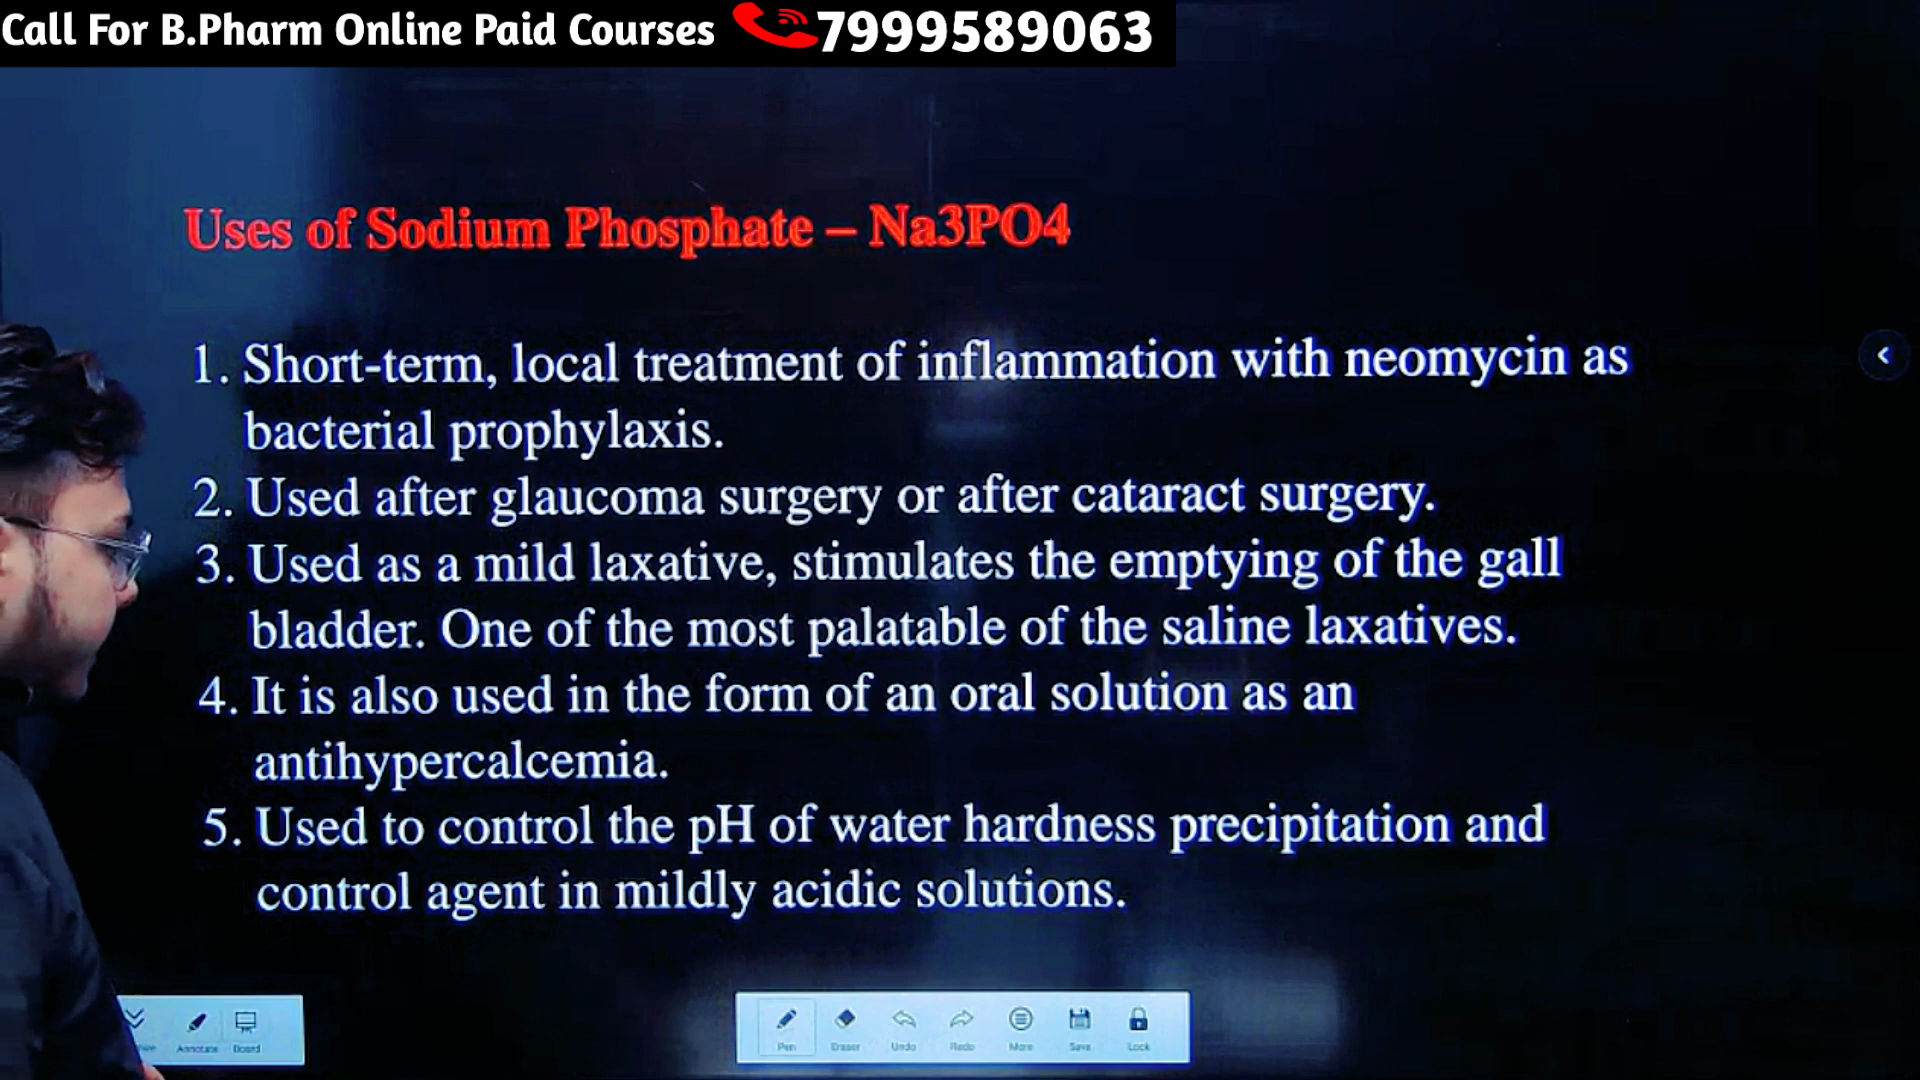 Call For B.Pharm Online Paid Courses 7999589063
Uses of Sodium Phosphate – Na3PO4
1. Short-term, local treatment of inflammation with neomycin as
bacterial prophylaxis.
2. Used after glaucoma surgery or after cataract surgery.
3. Used as a mild laxative, stimulates the emptying of the gall
bladder. One of the most palatable of the saline laxatives.
4. It is also used in the form of an oral solution as an
antihypercalcemia.
5. Used to control the pH of water hardness precipitation and
control agent in mildly acidic solutions.
Annotate Board Pen Eraser Undo Redo More Save Lock